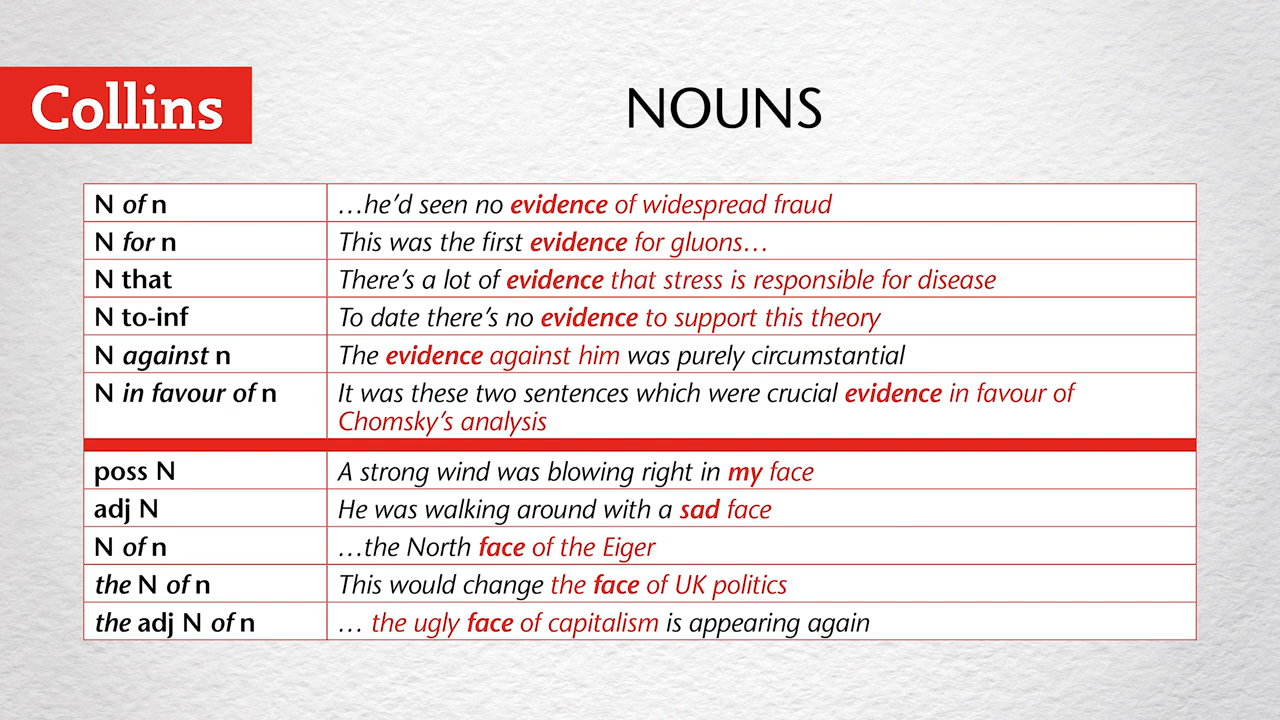 Collins
NOUNS
N of n
…he’d seen no evidence of widespread fraud
N for n
This was the first evidence for gluons…
N that
There’s a lot of evidence that stress is responsible for disease
N to-inf
To date there’s no evidence to support this theory
N against n
The evidence against him was purely circumstantial
N in favour of n
It was these two sentences which were crucial evidence in favour of
Chomsky’s analysis
poss N
A strong wind was blowing right in my face
adj N
He was walking around with a sad face
N of n
…the North face of the Eiger
the N of n
This would change the face of UK politics
the adj N of n
… the ugly face of capitalism is appearing again